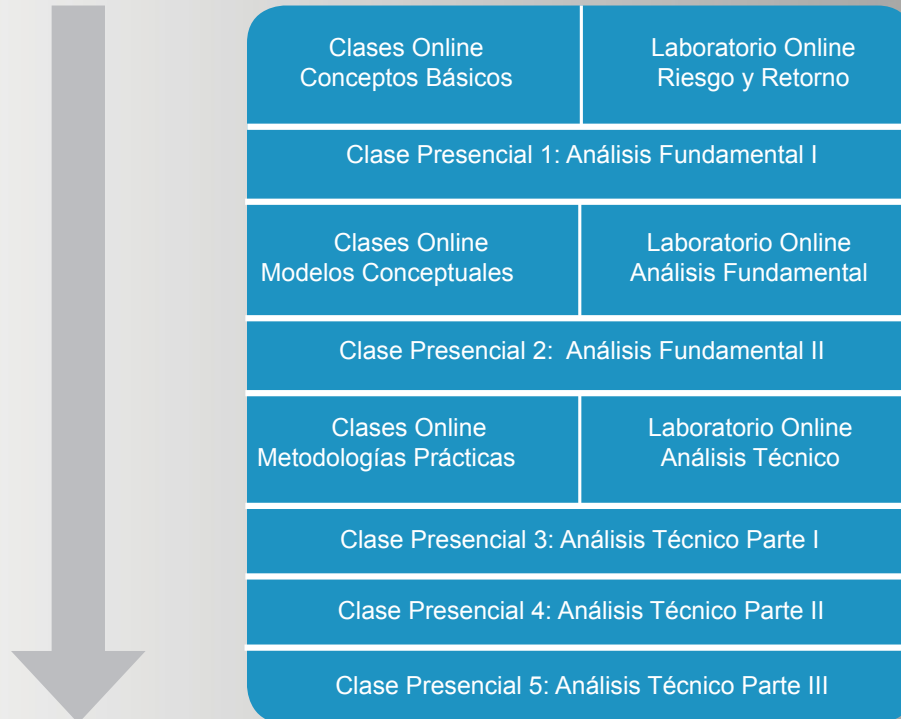 Clases Online
Conceptos Básicos
Laboratorio Online
Riesgo y Retorno
Clase Presencial 1: Análisis Fundamental I
Clases Online
Modelos Conceptuales
Laboratorio Online
Análisis Fundamental
Clase Presencial 2: Análisis Fundamental II
Clases Online
Metodologías Prácticas
Laboratorio Online
Análisis Técnico
Clase Presencial 3: Análisis Técnico Parte I
Clase Presencial 4: Análisis Técnico Parte II
Clase Presencial 5: Análisis Técnico Parte III